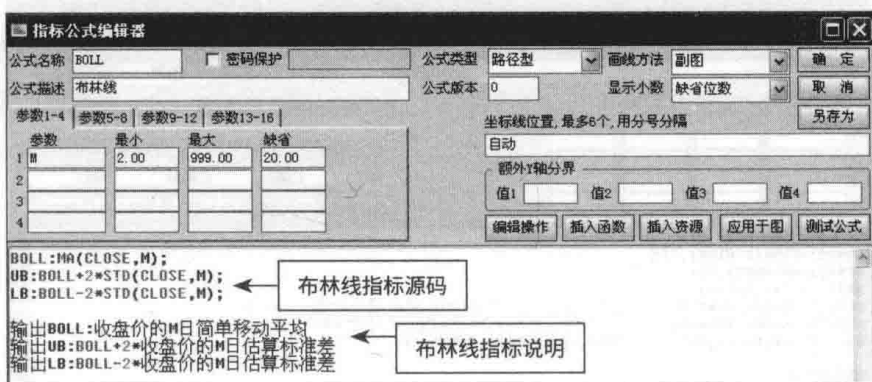 指标公式编辑器
公式名称 BOLL 密码保护 公式类型 路径型 画线方法 副图 确 定
公式描述 布林线 公式版本 0 显示小数 缺省位数 取 消
参数1-4 参数5-8 参数9-12 参数13-16 坐标线位置,最多6个,用分号分隔 另存为
参数 最小 最大 缺省 自动
1 M 2.00 999.00 20.00 额外Y轴分界
2 值1 值2 值3 值4
3
4 编辑操作 插入函数 插入资源 应用于图 测试公式
BOLL:MA(CLOSE,M);
UB:BOLL+2*STD(CLOSE,M);
LB:BOLL-2*STD(CLOSE,M);
布林线指标源码
输出BOLL:收盘价的M日简单移动平均
输出UB:BOLL+2*收盘价的M日估算标准差
输出LB:BOLL-2*收盘价的M日估算标准差
布林线指标说明